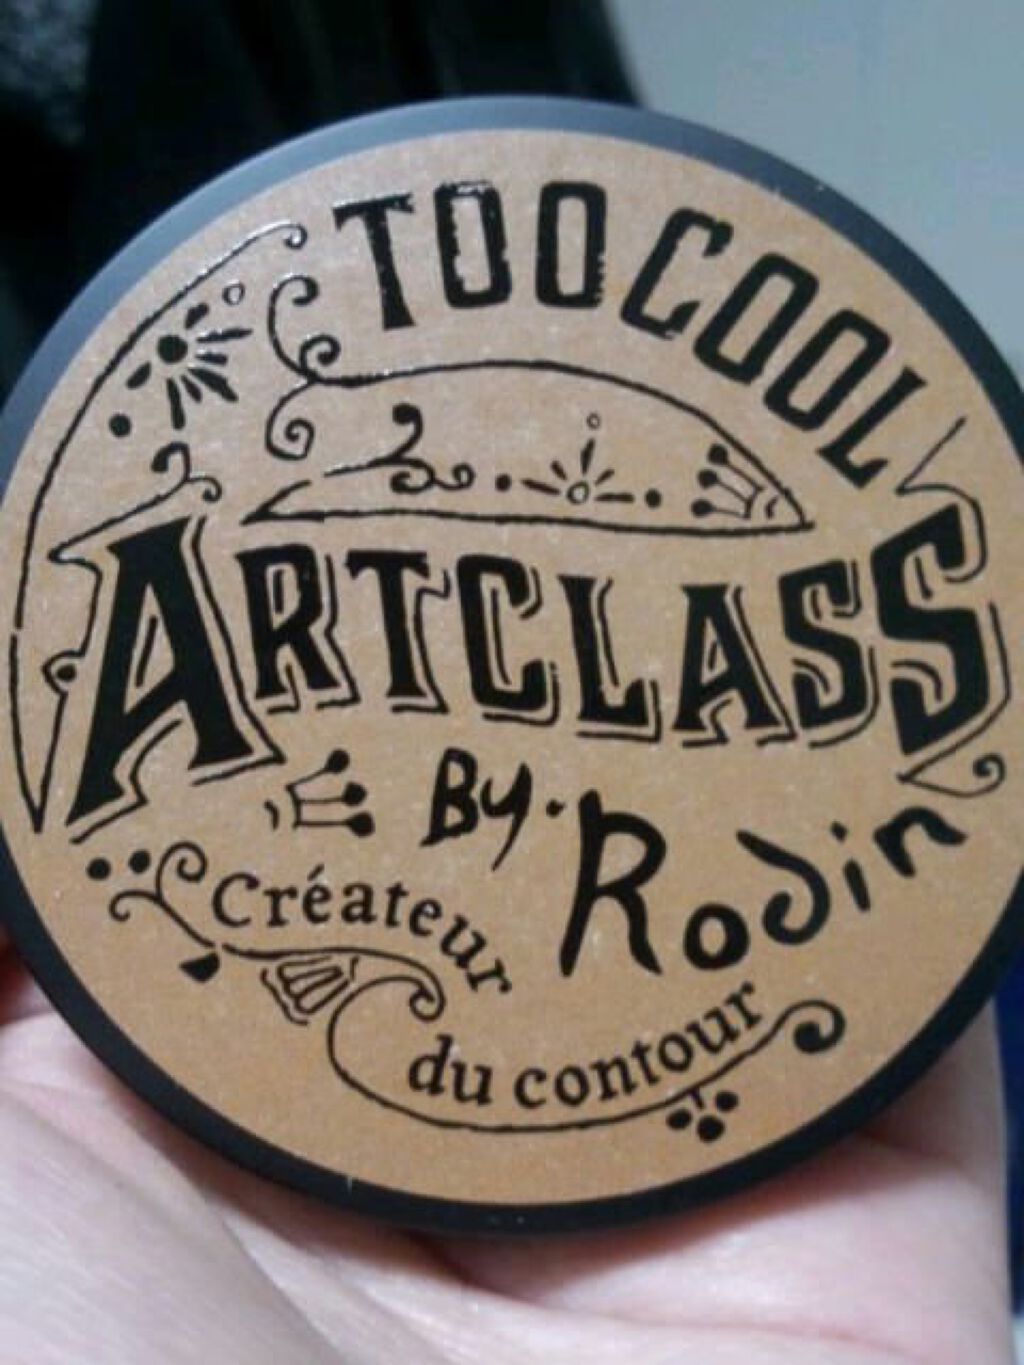 TOO COOL
ARTCLASS
By. Rodin
Créateur
du contour